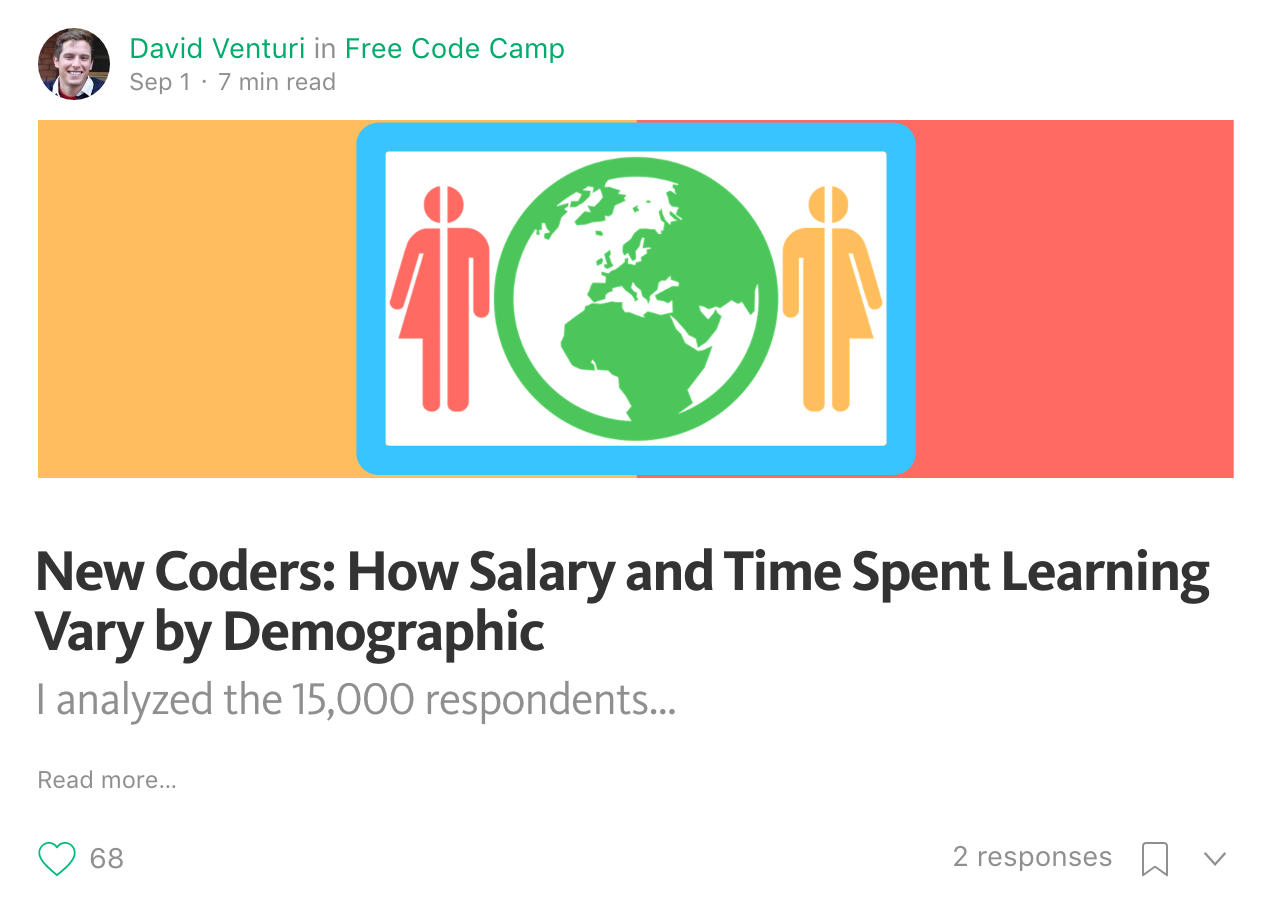 David Venturi in Free Code Camp
Sep 1 · 7 min read
New Coders: How Salary and Time Spent Learning
Vary by Demographic
I analyzed the 15,000 respondents...
Read more...
68
2 responses